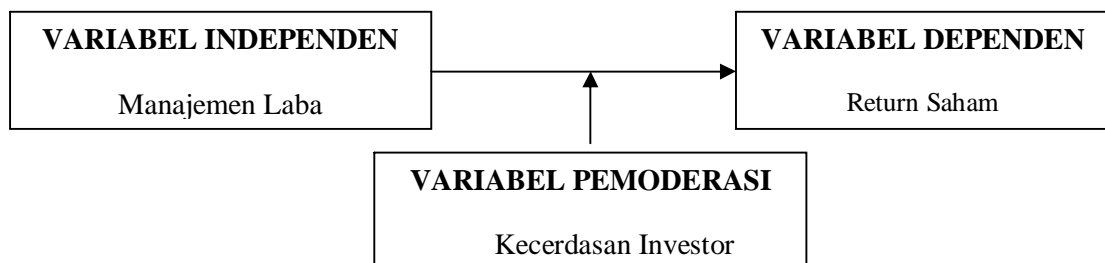 VARIABEL INDEPENDEN
Manajemen Laba
VARIABEL DEPENDEN
Return Saham
VARIABEL PEMODERASI
Kecerdasan Investor